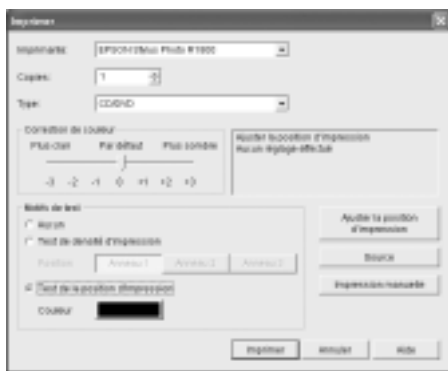 Imprimer
Imprimante: EPSON Stylus Photo R1800
Copies: 1
Type: CD/DVD
Correction de couleur
Plus clair Par défaut Plus sombre
-3 -2 -1 0 +1 +2 +3
Ajuster la position d'impression
Aucun réglage effectué
Motifs de test
Aucun
Test de densité d'impression
Position: Anneau 1 Anneau 2 Anneau 3
Test de la position d'impression
Couleur
Ajuster la position
d'impression
Source
Impression manuelle
Imprimer Annuler Aide